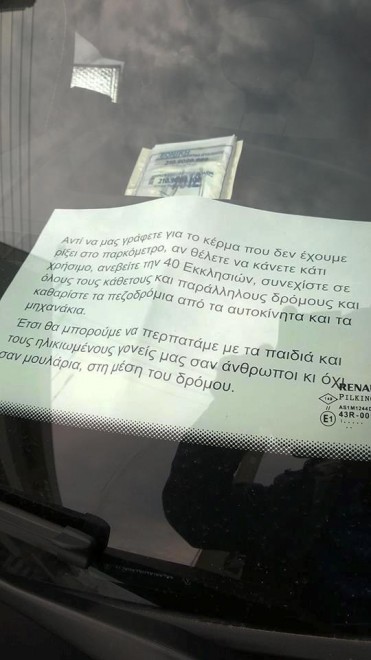 Αντί να μας γράφετε για το κέρμα που δεν έχουμε
ρίξει στο παρκόμετρο, αν θέλετε να κάνετε κάτι
χρήσιμο, ανεβείτε την 40 Εκκλησιών, συνεχίστε σε
όλους τους κάθετους και παράλληλους δρόμους και
καθαρίστε τα πεζοδρόμια από τα αυτοκίνητα και τα
μηχανάκια.
Έτσι θα μπορούμε να περπατάμε με τα παιδιά και
τους ηλικιωμένους γονείς μας σαν άνθρωποι κι όχι
σαν μουλάρια, στη μέση του δρόμου.
RENA
PILKIN
AS1M1244
E1 43R-00